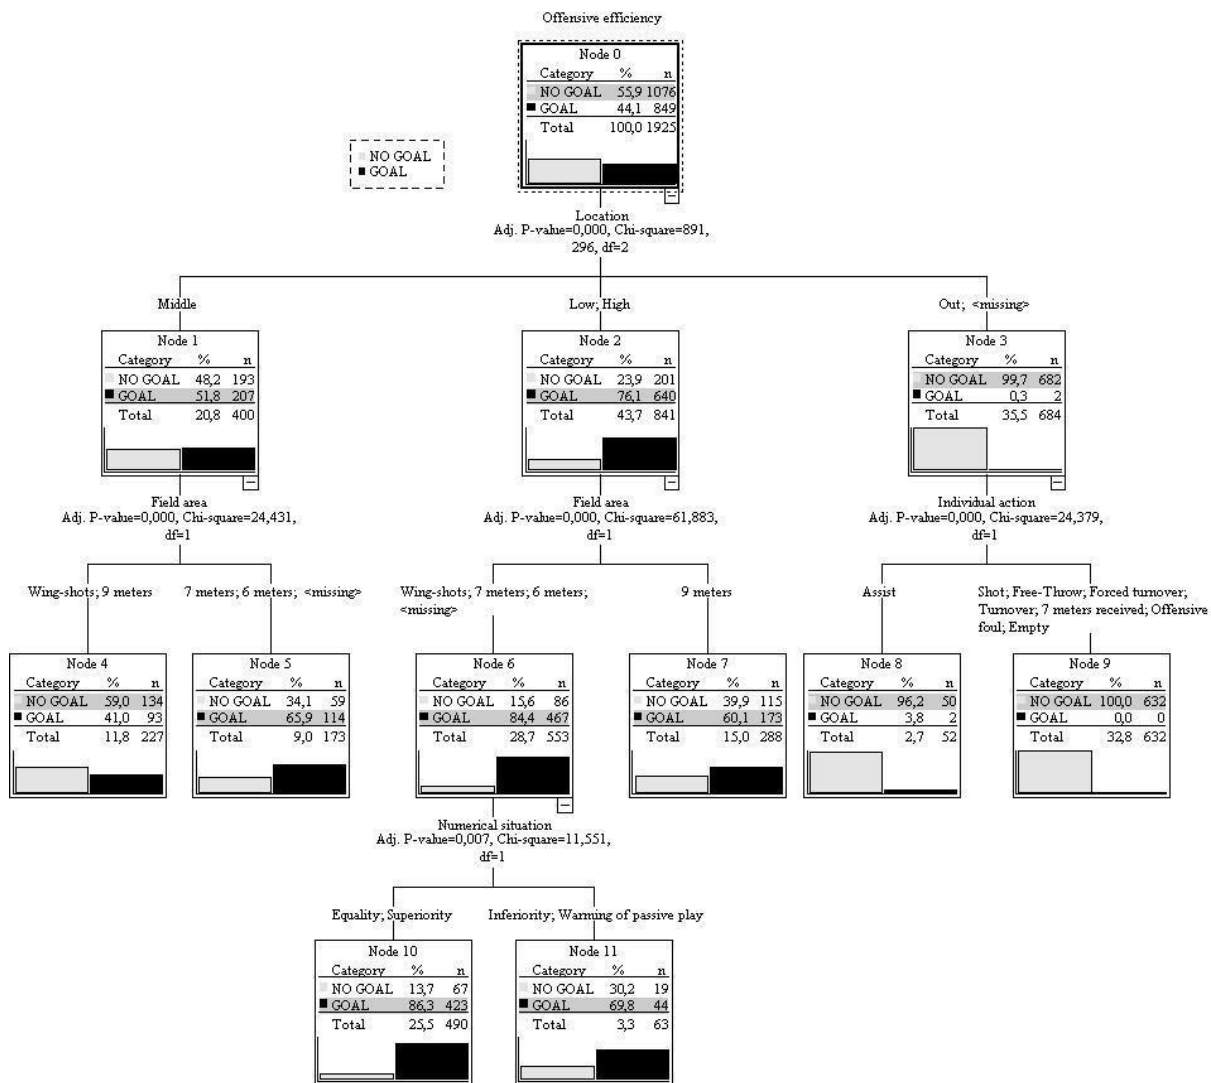 Offensive efficiency
Node 0
Category % n
NO GOAL 55,9 1076
GOAL 44,1 849
Total 100,0 1925
NO GOAL
GOAL
Location
Adj. P-value=0,000, Chi-square=891,
296, df=2
Middle
Low; High
Out; <missing>
Node 1
Category % n
NO GOAL 48,2 193
GOAL 51,8 207
Total 20,8 400
Node 2
Category % n
NO GOAL 23,9 201
GOAL 76,1 640
Total 43,7 841
Node 3
Category % n
NO GOAL 99,7 682
GOAL 0,3 2
Total 35,5 684
Field area
Adj. P-value=0,000, Chi-square=24,431,
df=1
Field area
Adj. P-value=0,000, Chi-square=61,883,
df=1
Individual action
Adj. P-value=0,000, Chi-square=24,379,
df=1
Wing-shots; 9 meters
7 meters; 6 meters; <missing>
Wing-shots; 7 meters; 6 meters;
<missing>
9 meters
Assist
Shot; Free-Throw; Forced turnover;
Turnover; 7 meters received; Offensive
foul; Empty
Node 4
Category % n
NO GOAL 59,0 134
GOAL 41,0 93
Total 11,8 227
Node 5
Category % n
NO GOAL 34,1 59
GOAL 65,9 114
Total 9,0 173
Node 6
Category % n
NO GOAL 15,6 86
GOAL 84,4 467
Total 28,7 553
Node 7
Category % n
NO GOAL 39,9 115
GOAL 60,1 173
Total 15,0 288
Node 8
Category % n
NO GOAL 96,2 50
GOAL 3,8 2
Total 2,7 52
Node 9
Category % n
NO GOAL 100,0 632
GOAL 0,0 0
Total 32,8 632
Numerical situation
Adj. P-value=0,007, Chi-square=11,551,
df=1
Equality; Superiority
Inferiority; Warming of passive play
Node 10
Category % n
NO GOAL 13,7 67
GOAL 86,3 423
Total 25,5 490
Node 11
Category % n
NO GOAL 30,2 19
GOAL 69,8 44
Total 3,3 63